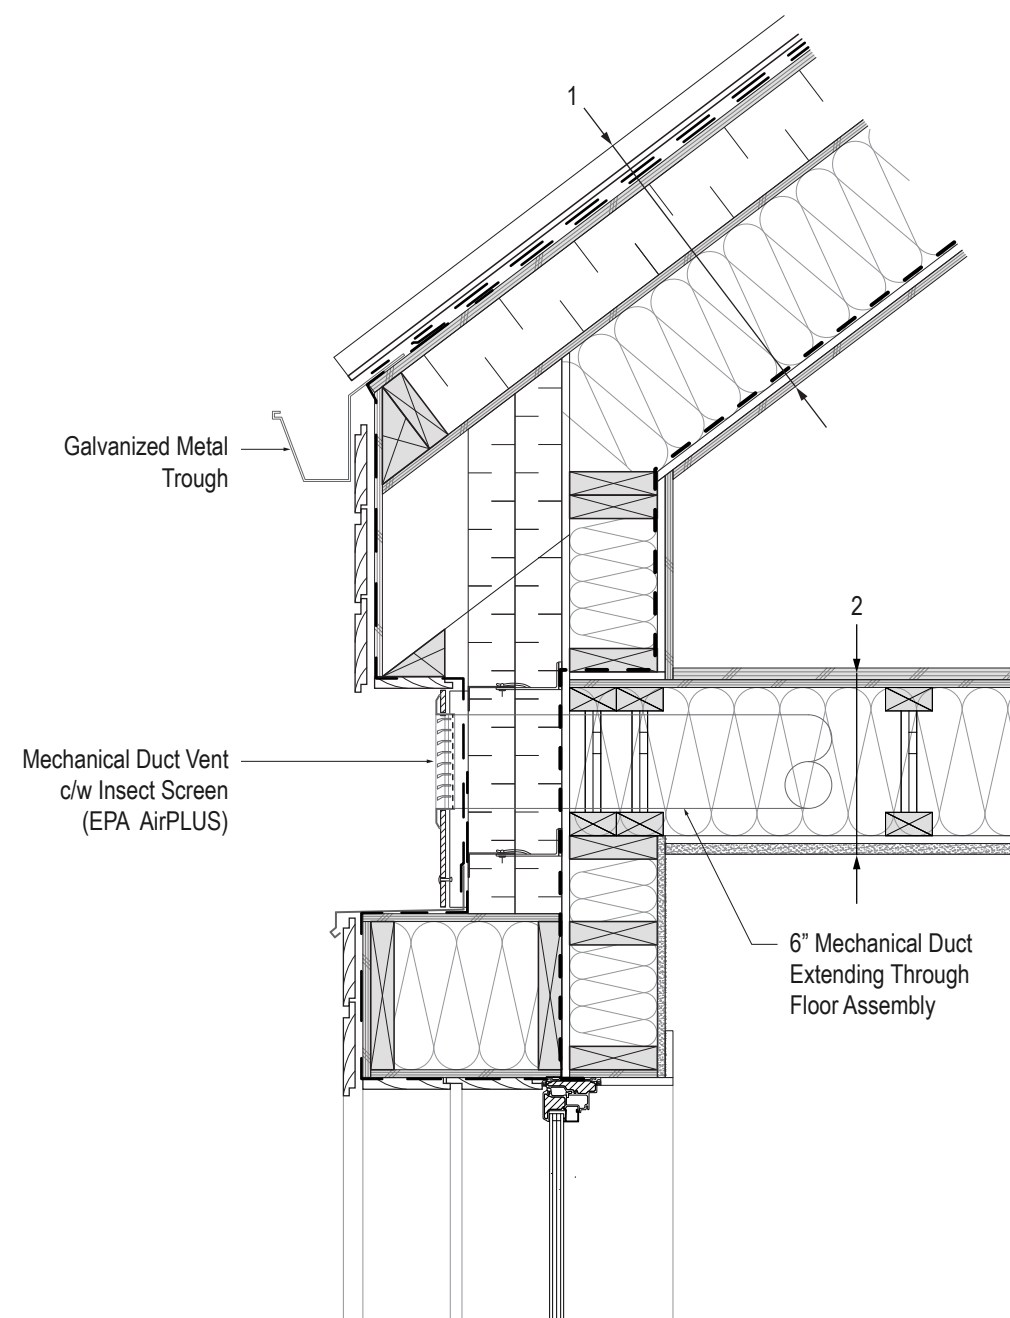 1
Galvanized Metal
Trough
2
Mechanical Duct Vent
c/w Insect Screen
(EPA AirPLUS)
6” Mechanical Duct
Extending Through
Floor Assembly